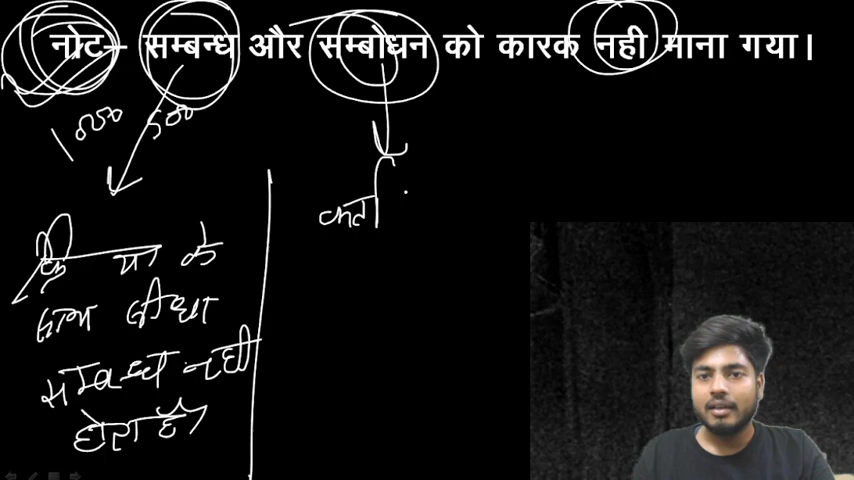 नोट- सम्बन्ध और सम्बोधन को कारक नही माना गया।
1000 500
कर्ता
क्रिया के
साथ सीधा
सम्बन्ध नही
होता है